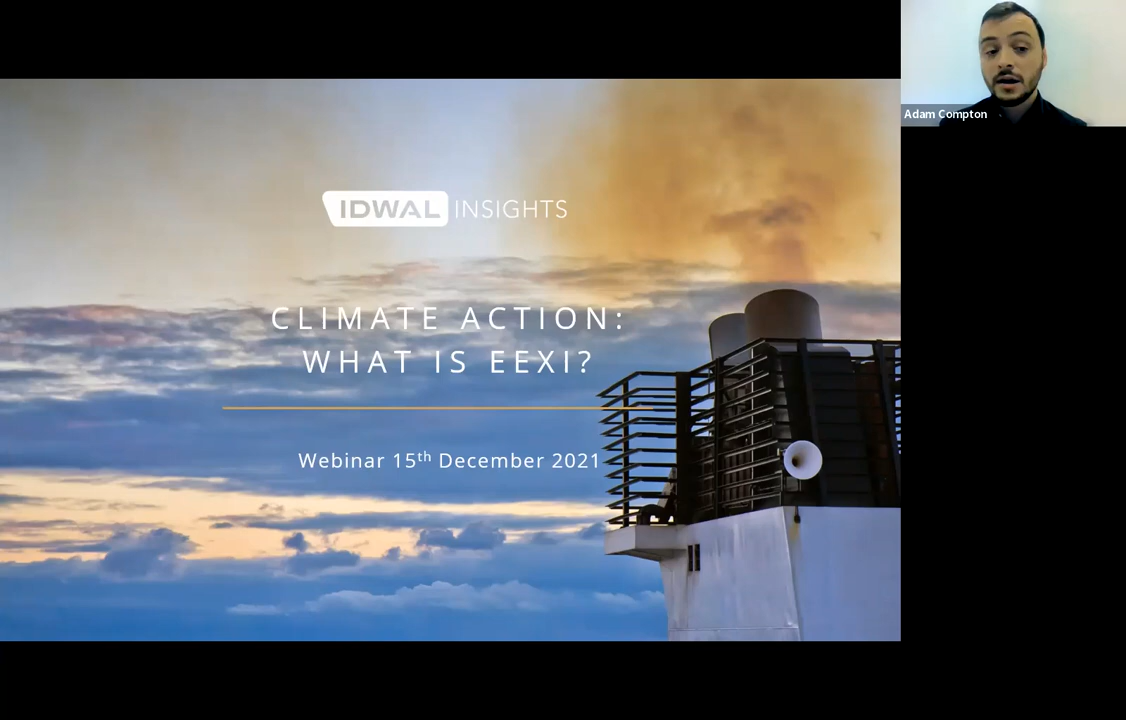 IDWAL INSIGHTS
CLIMATE ACTION:
WHAT IS EEXI?
Webinar 15th December 2021
Adam Compton